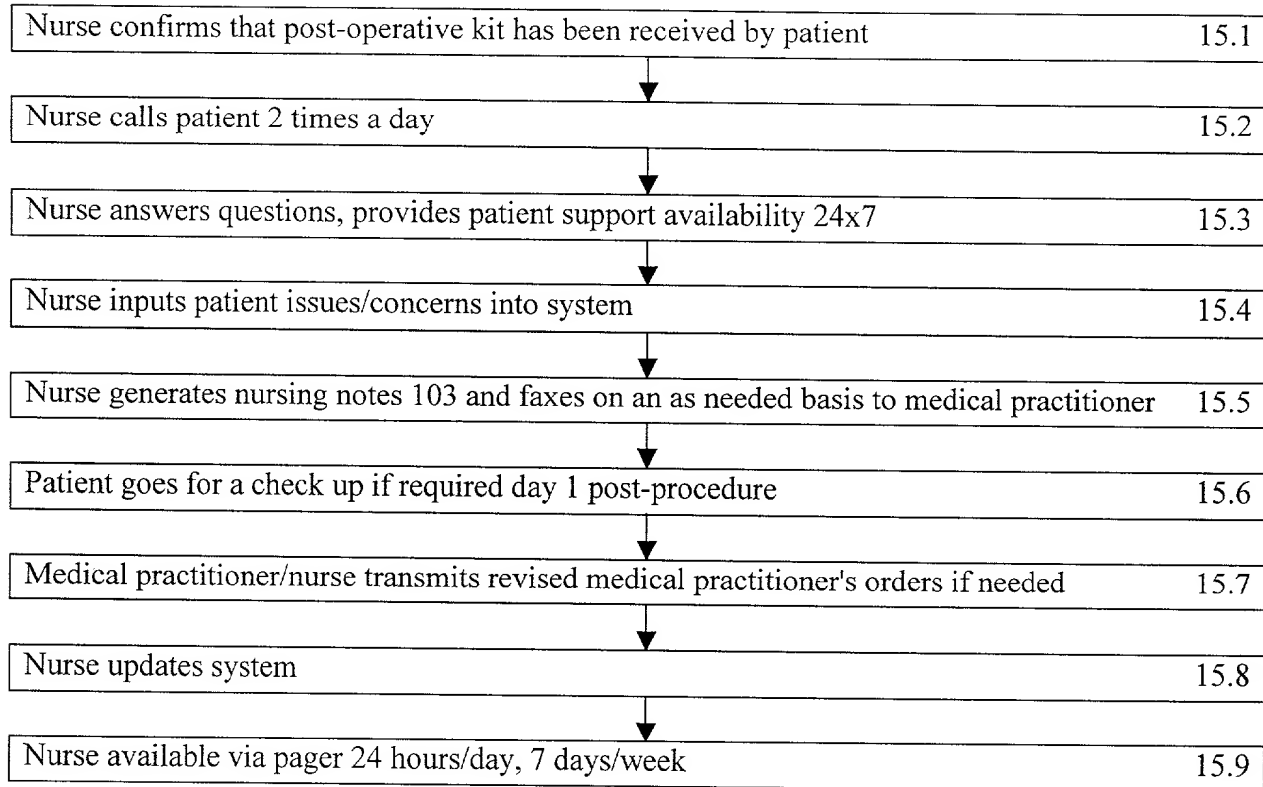 Nurse confirms that post-operative kit has been received by patient 15.1
Nurse calls patient 2 times a day 15.2
Nurse answers questions, provides patient support availability 24x7 15.3
Nurse inputs patient issues/concerns into system 15.4
Nurse generates nursing notes 103 and faxes on an as needed basis to medical practitioner 15.5
Patient goes for a check up if required day 1 post-procedure 15.6
Medical practitioner/nurse transmits revised medical practitioner's orders if needed 15.7
Nurse updates system 15.8
Nurse available via pager 24 hours/day, 7 days/week 15.9